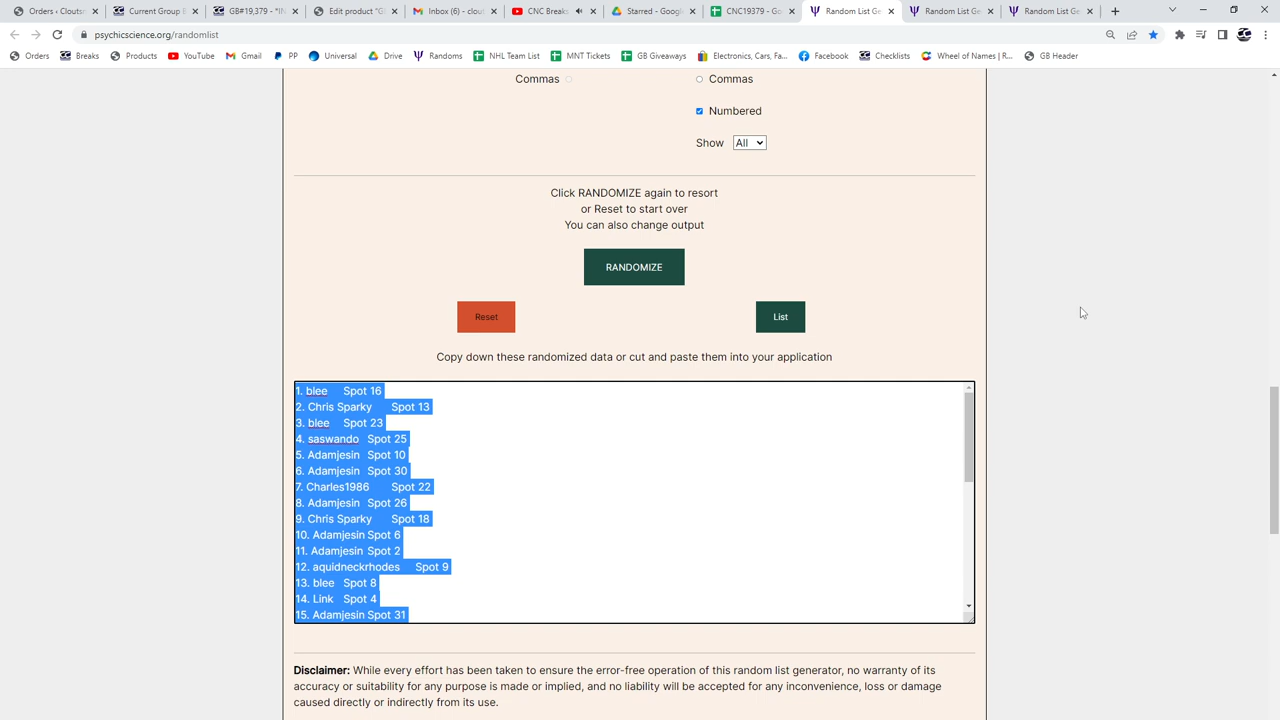 Orders · Cloutsn
Current Group E
GB#19,379 - *IN
Edit product "Gi
Inbox (6) - clouts
CNC Breaks
Starred - Google
CNC19379 - Goo
Random List Ge
Random List Ge
Random List Ge
psychicscience.org/randomlist
Orders
Breaks
Products
YouTube
Gmail
PP
Universal
Drive
Randoms
NHL Team List
MNT Tickets
GB Giveaways
Electronics, Cars, Fa...
Facebook
Checklists
Wheel of Names | R...
GB Header
Commas
Commas
Numbered
Show All
Click RANDOMIZE again to resort
or Reset to start over
You can also change output
RANDOMIZE
Reset
List
Copy down these randomized data or cut and paste them into your application
1. blee Spot 16
2. Chris Sparky Spot 13
3. blee Spot 23
4. saswando Spot 25
5. Adamjesin Spot 10
6. Adamjesin Spot 30
7. Charles1986 Spot 22
8. Adamjesin Spot 26
9. Chris Sparky Spot 18
10. Adamjesin Spot 6
11. Adamjesin Spot 2
12. aquidneckrhodes Spot 9
13. blee Spot 8
14. Link Spot 4
15. Adamjesin Spot 31
Disclaimer: While every effort has been taken to ensure the error-free operation of this random list generator, no warranty of its
accuracy or suitability for any purpose is made or implied, and no liability will be accepted for any inconvenience, loss or damage
caused directly or indirectly from its use.